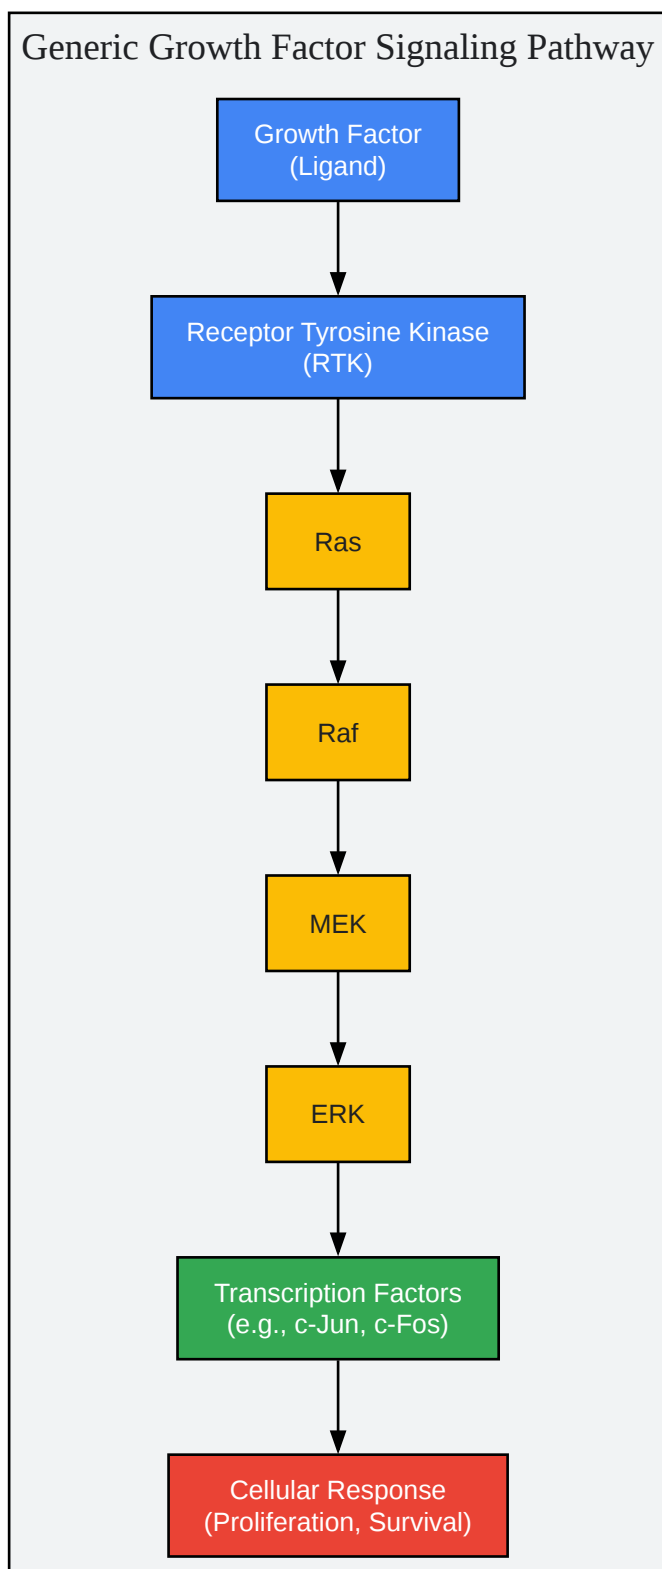 Generic Growth Factor Signaling Pathway
Growth Factor
(Ligand)
Receptor Tyrosine Kinase
(RTK)
Ras
Raf
MEK
ERK
Transcription Factors
(e.g., c-Jun, c-Fos)
Cellular Response
(Proliferation, Survival)